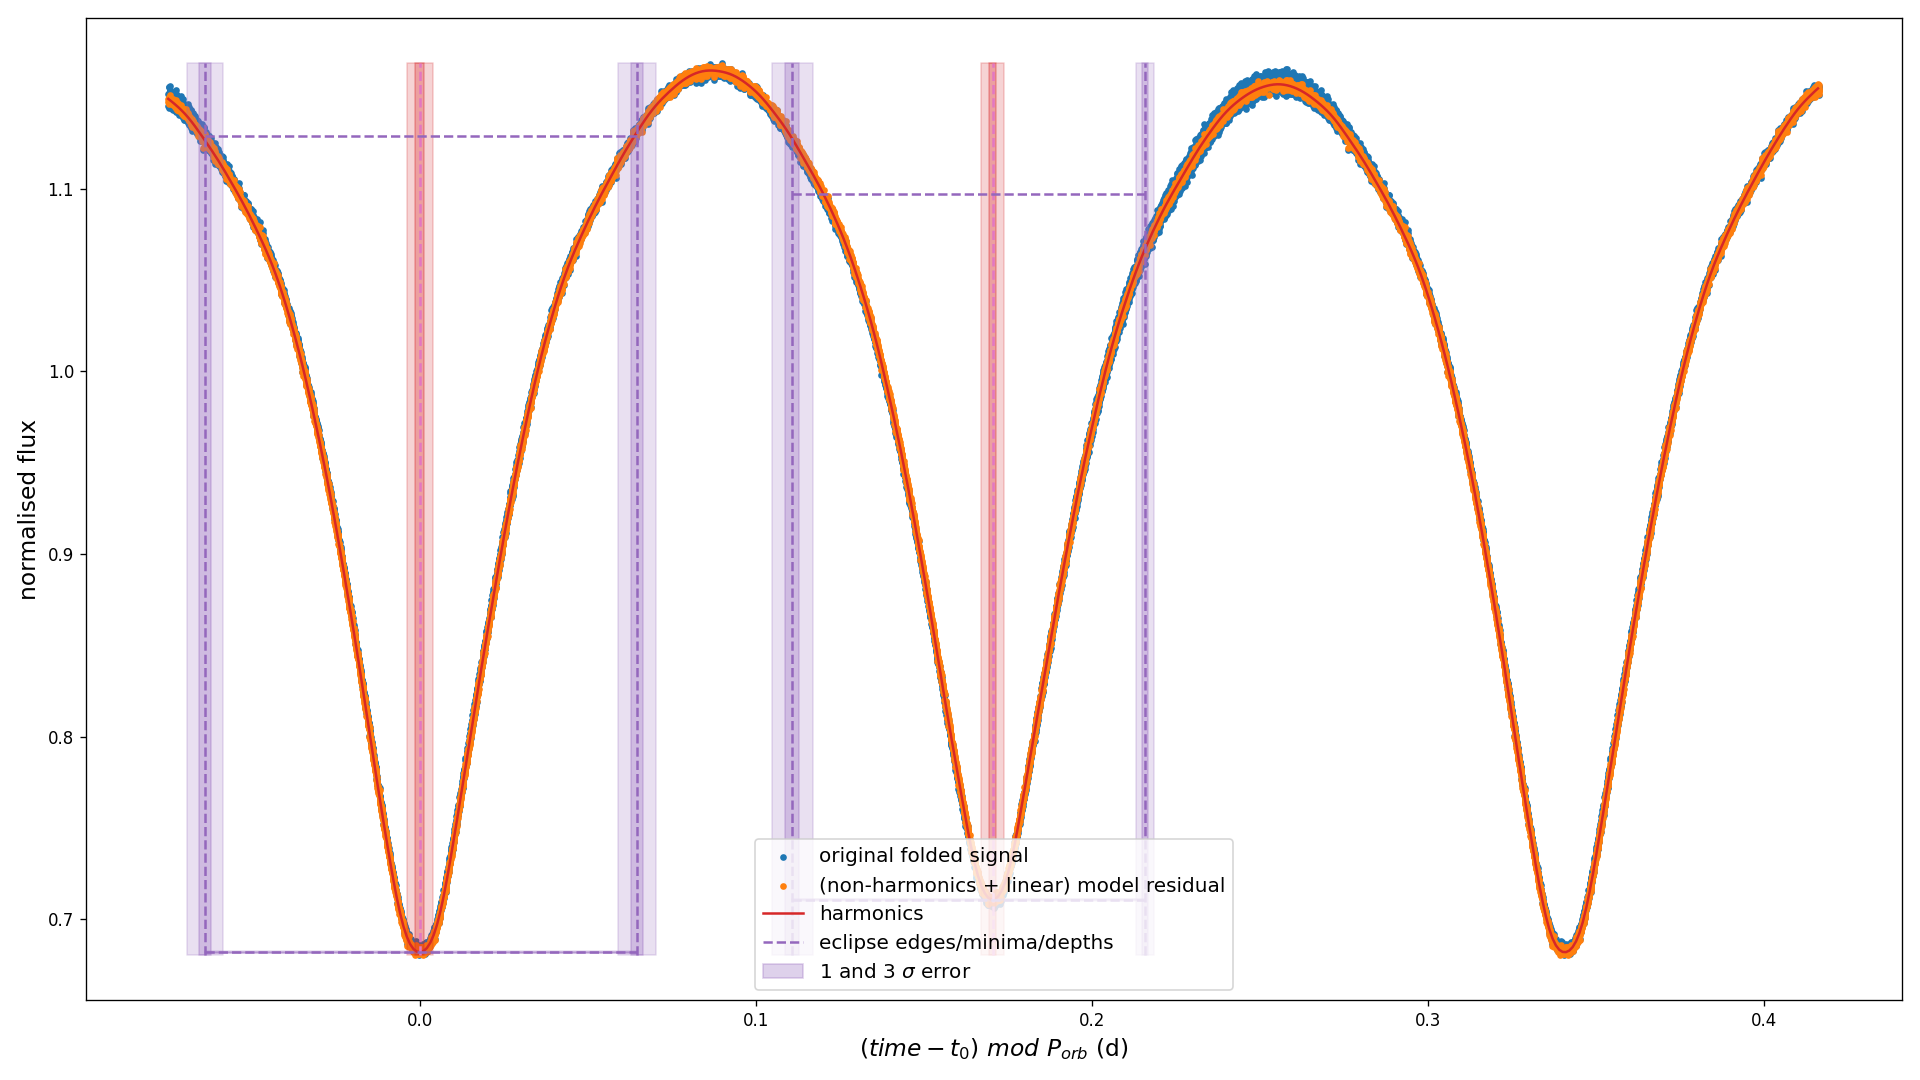 normalised flux
1.1
1.0
0.9
0.8
0.7
original folded signal
(non-harmonics + linear) model residual
harmonics
eclipse edges/minima/depths
1 and 3 σ error
0.0
0.1
0.2
0.3
0.4
(time − t₀) mod Pₒᵣb (d)